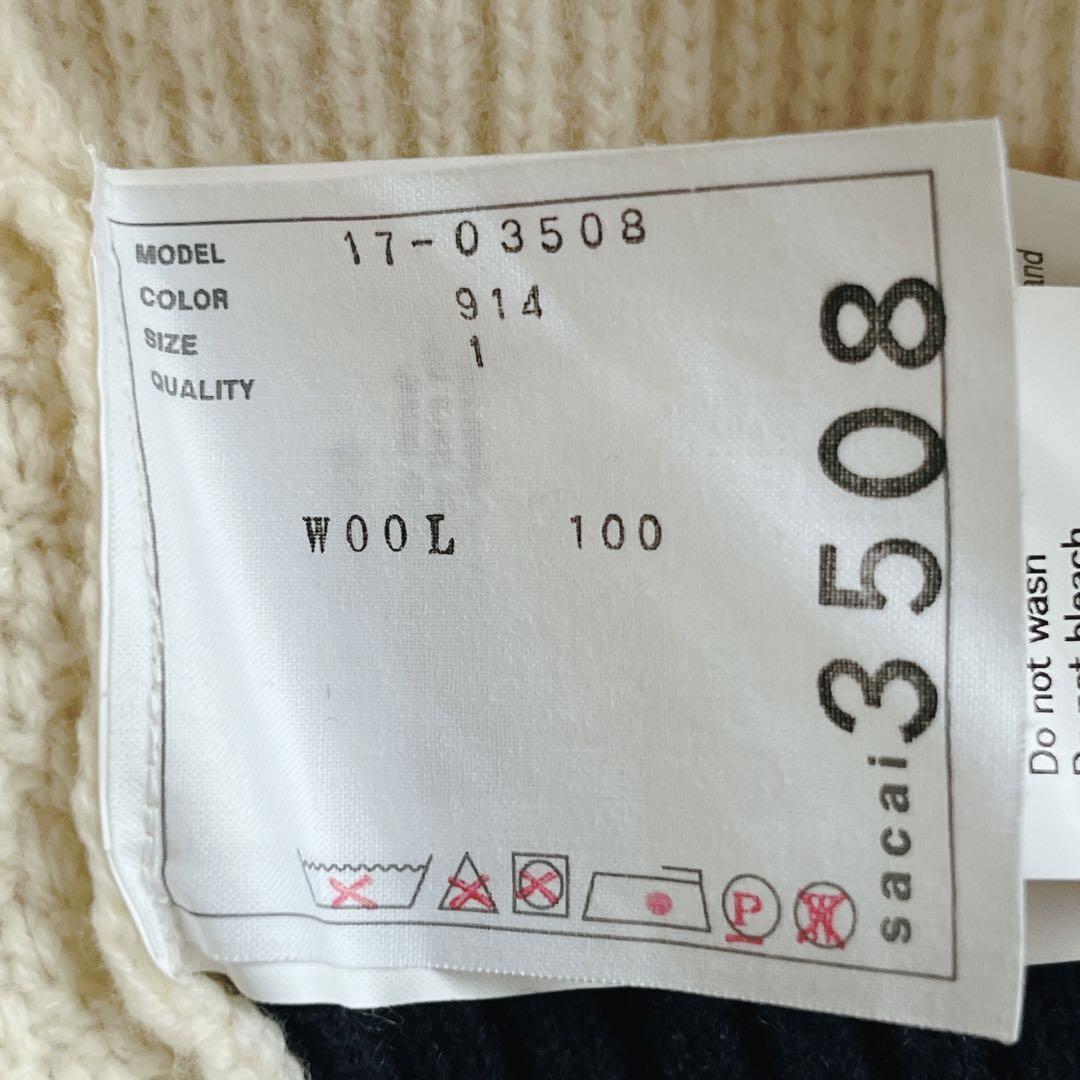 MODEL 17-03508
COLOR 914
SIZE 1
QUALITY
WOOL 100
P
W
sacai 3508
Do not wash